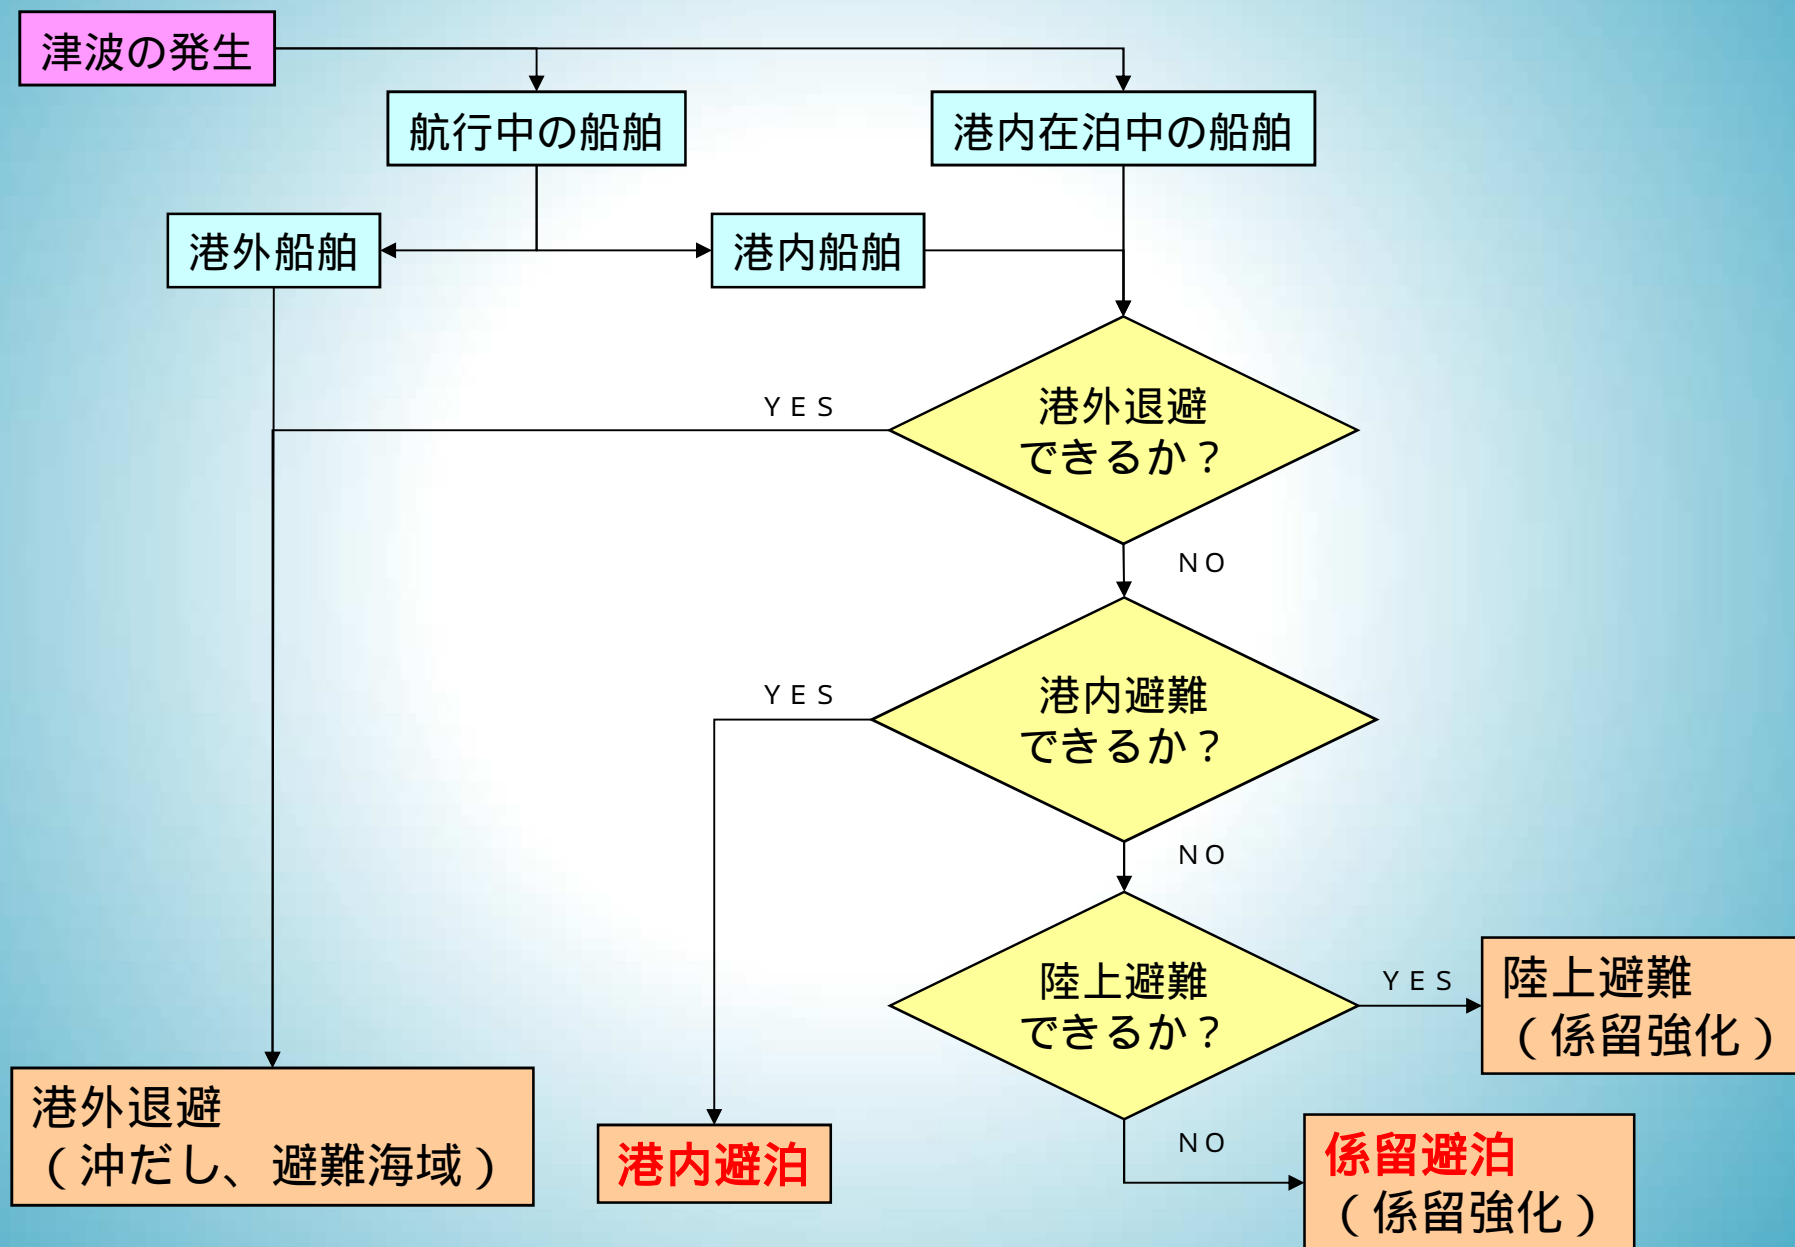 津波の発生
航行中の船舶
港内在泊中の船舶
港外船舶
港内船舶
港外退避
できるか？
ＹＥＳ
ＮＯ
港内避難
できるか？
ＹＥＳ
ＮＯ
陸上避難
できるか？
ＹＥＳ
陸上避難
（係留強化）
ＮＯ
港外退避
（沖だし、避難海域）
港内避泊
係留避泊
（係留強化）